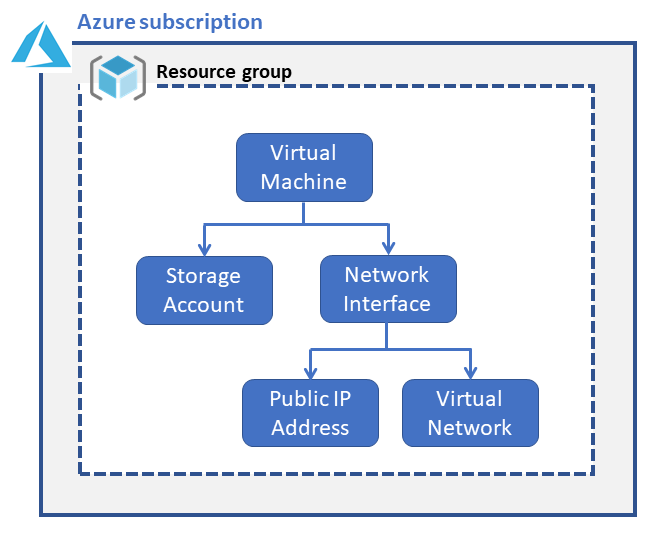 Azure subscription
Resource group
Virtual
Machine
Storage
Account
Network
Interface
Public IP
Address
Virtual
Network